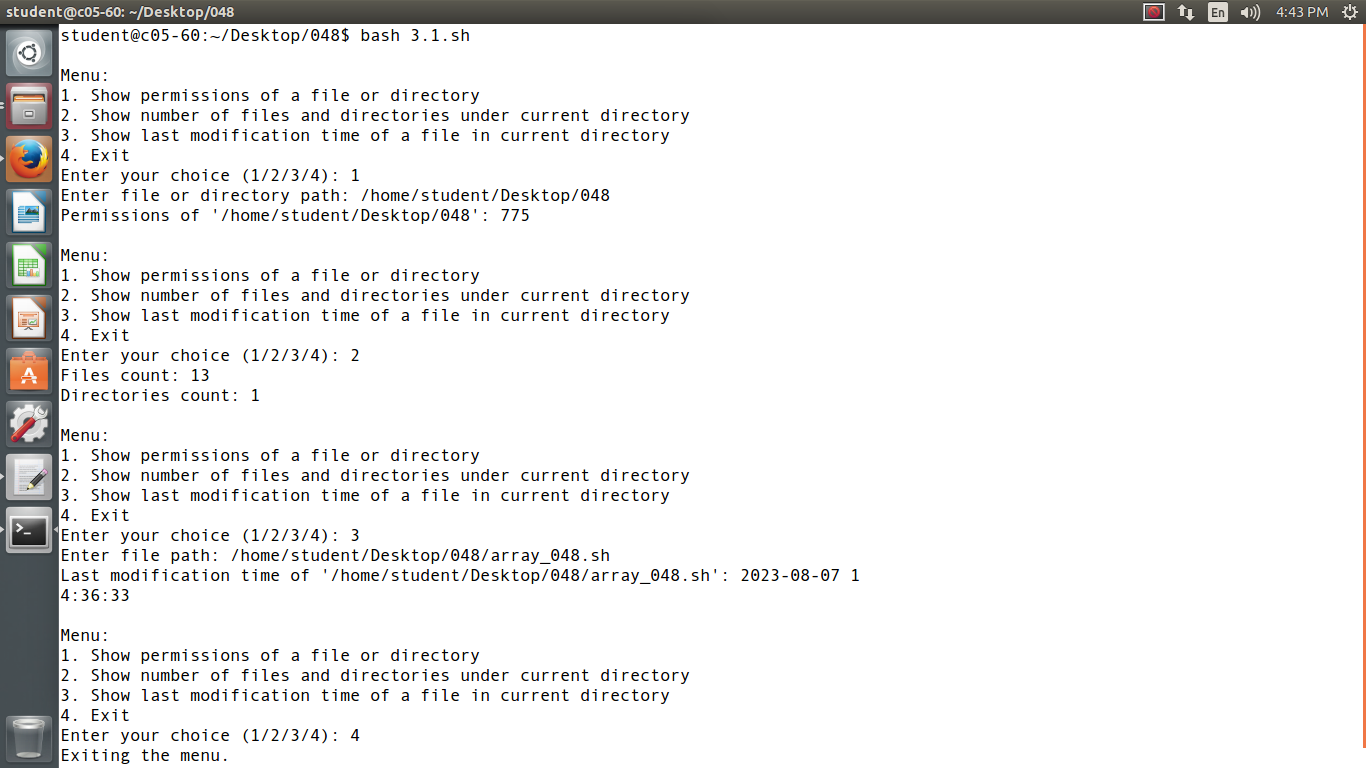 student@c05-60: ~/Desktop/048
En
4:43 PM
student@c05-60:~/Desktop/048$ bash 3.1.sh
Menu:
1. Show permissions of a file or directory
2. Show number of files and directories under current directory
3. Show last modification time of a file in current directory
4. Exit
Enter your choice (1/2/3/4): 1
Enter file or directory path: /home/student/Desktop/048
Permissions of '/home/student/Desktop/048': 775
Menu:
1. Show permissions of a file or directory
2. Show number of files and directories under current directory
3. Show last modification time of a file in current directory
4. Exit
Enter your choice (1/2/3/4): 2
Files count: 13
Directories count: 1
Menu:
1. Show permissions of a file or directory
2. Show number of files and directories under current directory
3. Show last modification time of a file in current directory
4. Exit
Enter your choice (1/2/3/4): 3
Enter file path: /home/student/Desktop/048/array_048.sh
Last modification time of '/home/student/Desktop/048/array_048.sh': 2023-08-07 1
4:36:33
Menu:
1. Show permissions of a file or directory
2. Show number of files and directories under current directory
3. Show last modification time of a file in current directory
4. Exit
Enter your choice (1/2/3/4): 4
Exiting the menu.